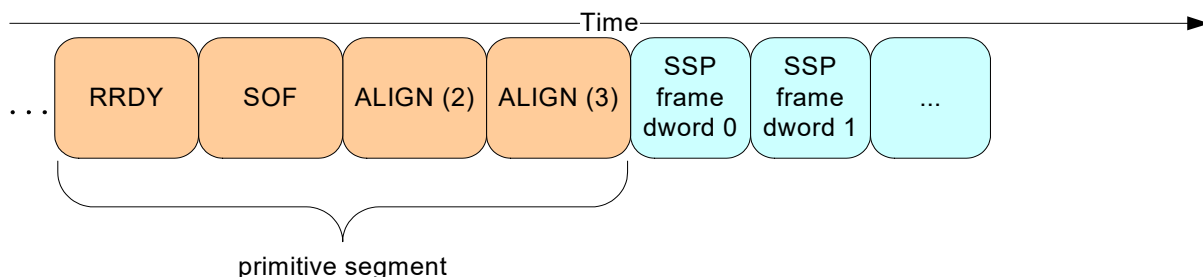 Time
. . .
RRDY
SOF
ALIGN (2)
ALIGN (3)
SSP
frame
dword 0
SSP
frame
dword 1
...
primitive segment